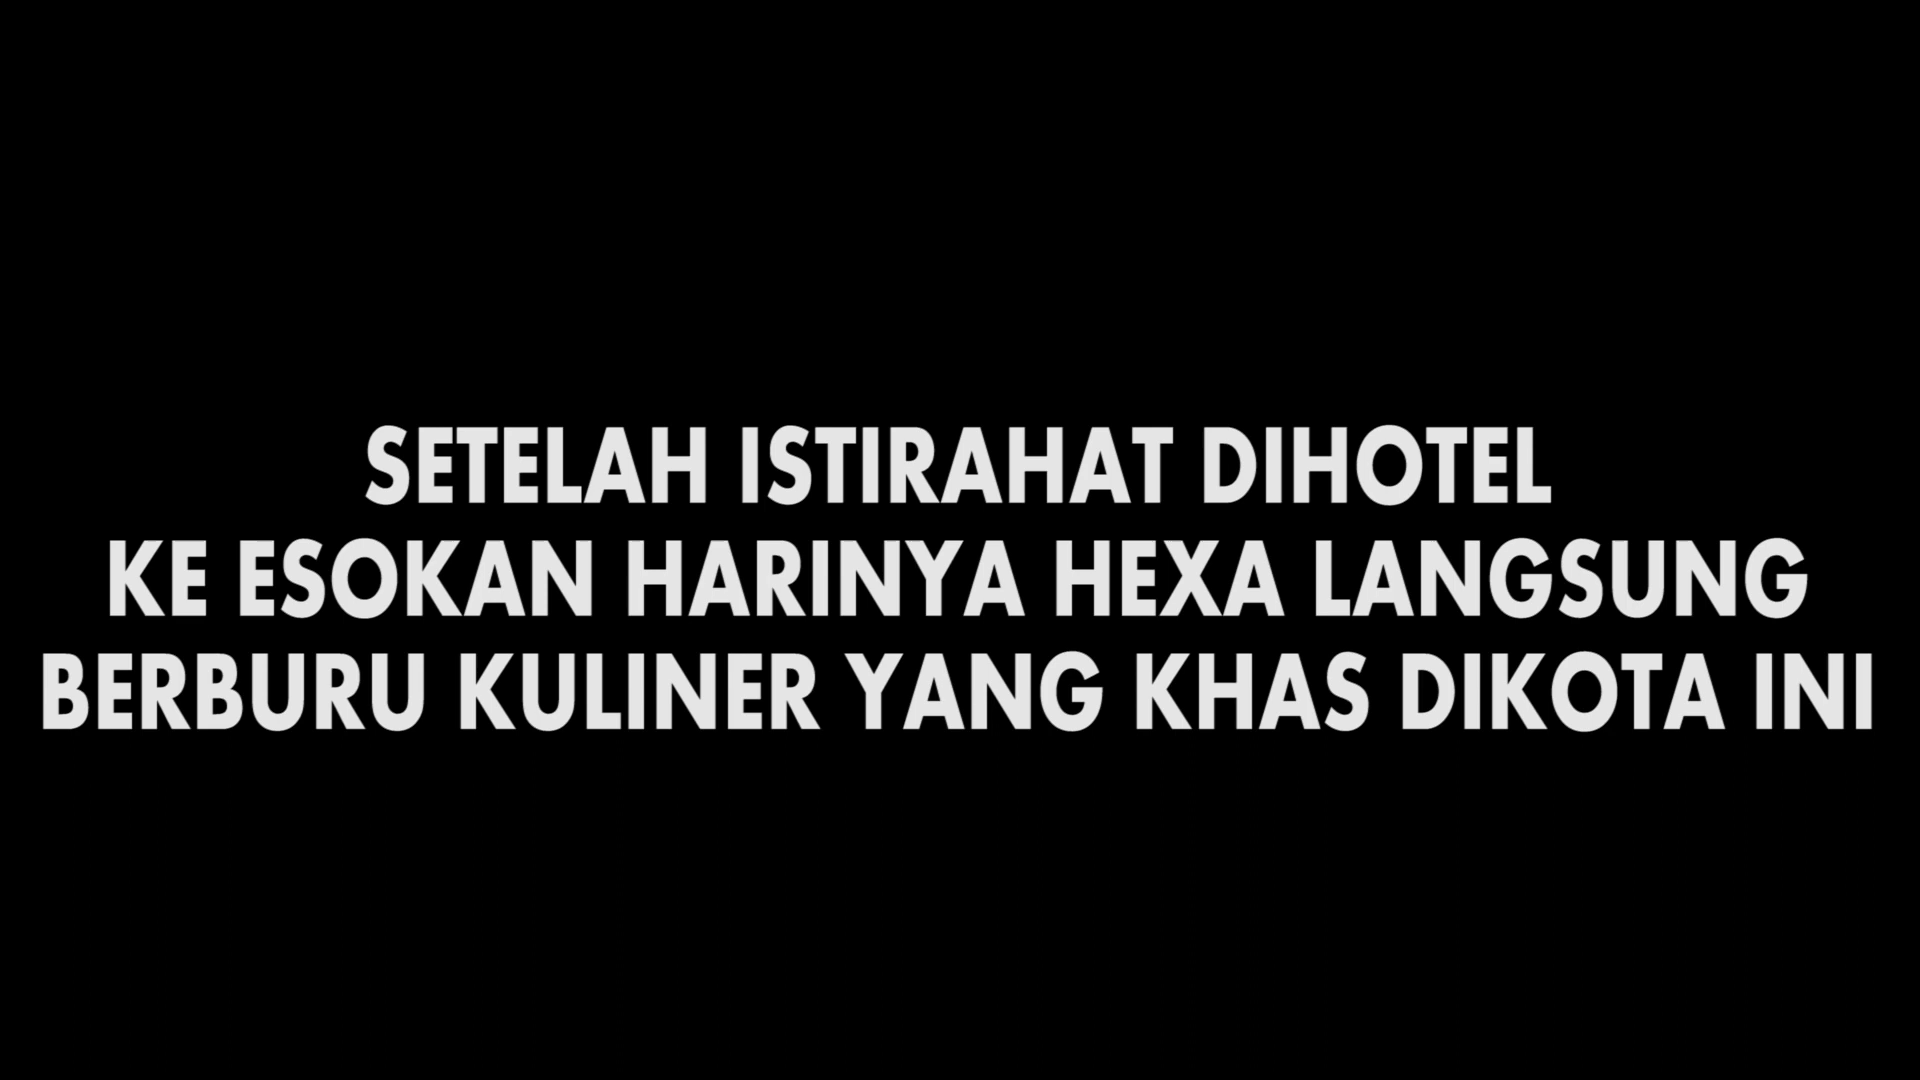 SETELAH ISTIRAHAT DIHOTEL
KE ESOKAN HARINYA HEXA LANGSUNG
BERBURU KULINER YANG KHAS DIKOTA INI